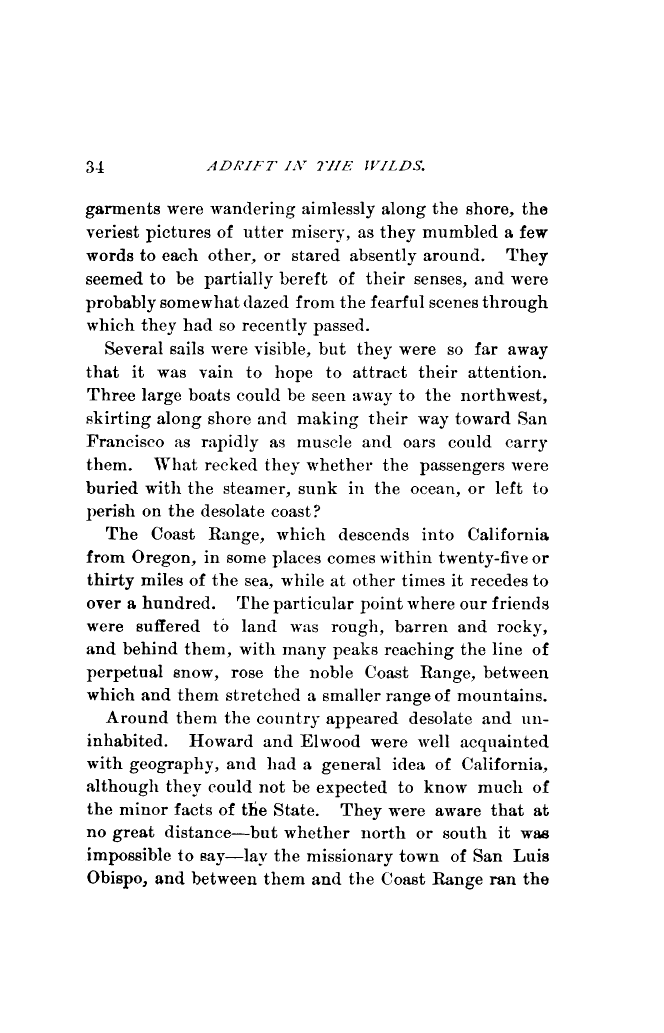 34 ADRIFT IN THE WILDS.
garments were wandering aimlessly along the shore, the
veriest pictures of utter misery, as they mumbled a few
words to each other, or stared absently around. They
seemed to be partially bereft of their senses, and were
probably somewhat dazed from the fearful scenes through
which they had so recently passed.
Several sails were visible, but they were so far away
that it was vain to hope to attract their attention.
Three large boats could be seen away to the northwest,
skirting along shore and making their way toward San
Francisco as rapidly as muscle and oars could carry
them. What recked they whether the passengers were
buried with the steamer, sunk in the ocean, or left to
perish on the desolate coast?
The Coast Range, which descends into California
from Oregon, in some places comes within twenty-five or
thirty miles of the sea, while at other times it recedes to
over a hundred. The particular point where our friends
were suffered to land was rough, barren and rocky,
and behind them, with many peaks reaching the line of
perpetual snow, rose the noble Coast Range, between
which and them stretched a smaller range of mountains.
Around them the country appeared desolate and un-
inhabited. Howard and Elwood were well acquainted
with geography, and had a general idea of California,
although they could not be expected to know much of
the minor facts of the State. They were aware that at
no great distance—but whether north or south it was
impossible to say—lay the missionary town of San Luis
Obispo, and between them and the Coast Range ran the